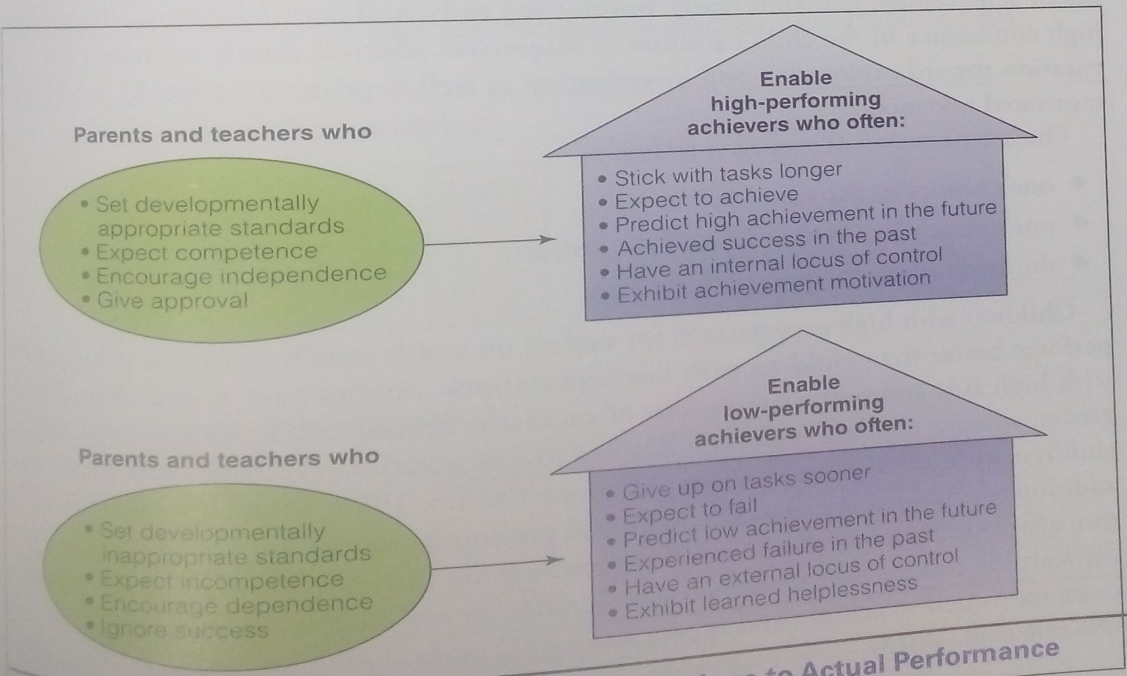 Parents and teachers who
• Set developmentally
appropriate standards
• Expect competence
• Encourage independence
• Give approval
Enable
high-performing
achievers who often:
• Stick with tasks longer
• Expect to achieve
• Predict high achievement in the future
• Achieved success in the past
• Have an internal locus of control
• Exhibit achievement motivation
Parents and teachers who
• Set developmentally
inappropriate standards
• Expect incompetence
• Encourage dependence
• Ignore success
Enable
low-performing
achievers who often:
• Give up on tasks sooner
• Expect to fail
• Predict low achievement in the future
• Experienced failure in the past
• Have an external locus of control
• Exhibit learned helplessness
to Actual Performance